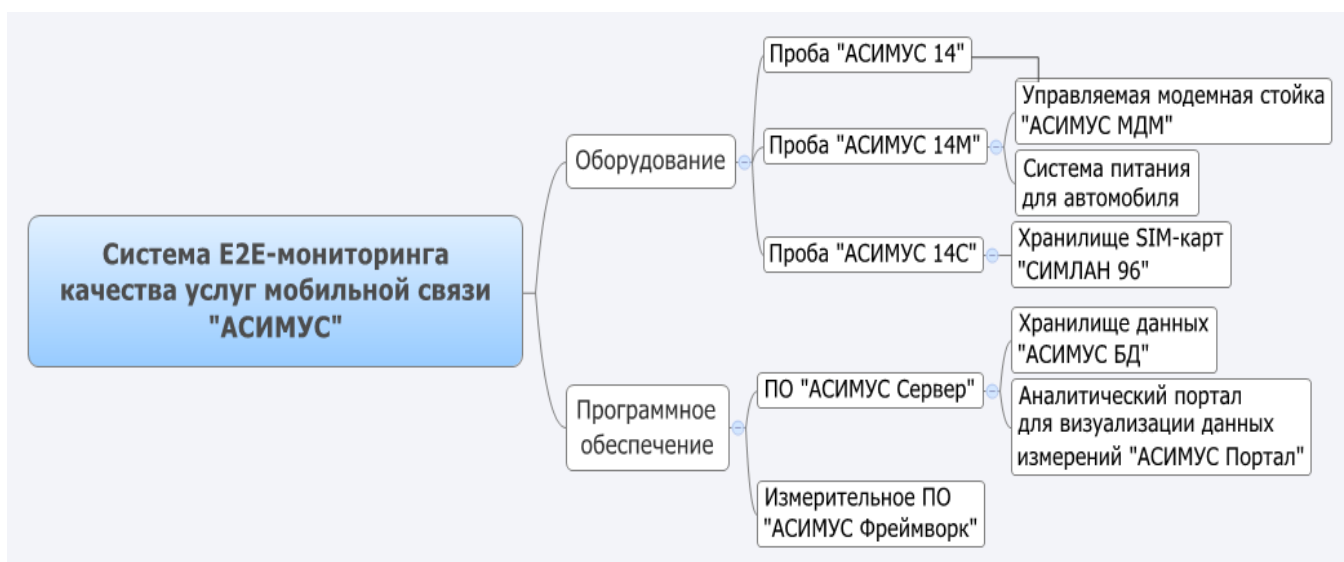 Система E2E-мониторинга
качества услуг мобильной связи
"АСИМУС"
Оборудование
Проба "АСИМУС 14"
Проба "АСИМУС 14М"
Управляемая модемная стойка
"АСИМУС МДМ"
Система питания
для автомобиля
Проба "АСИМУС 14С"
Хранилище SIM-карт
"СИМЛАН 96"
Программное
обеспечение
ПО "АСИМУС Сервер"
Хранилище данных
"АСИМУС БД"
Аналитический портал
для визуализации данных
измерений "АСИМУС Портал"
Измерительное ПО
"АСИМУС Фреймворк"